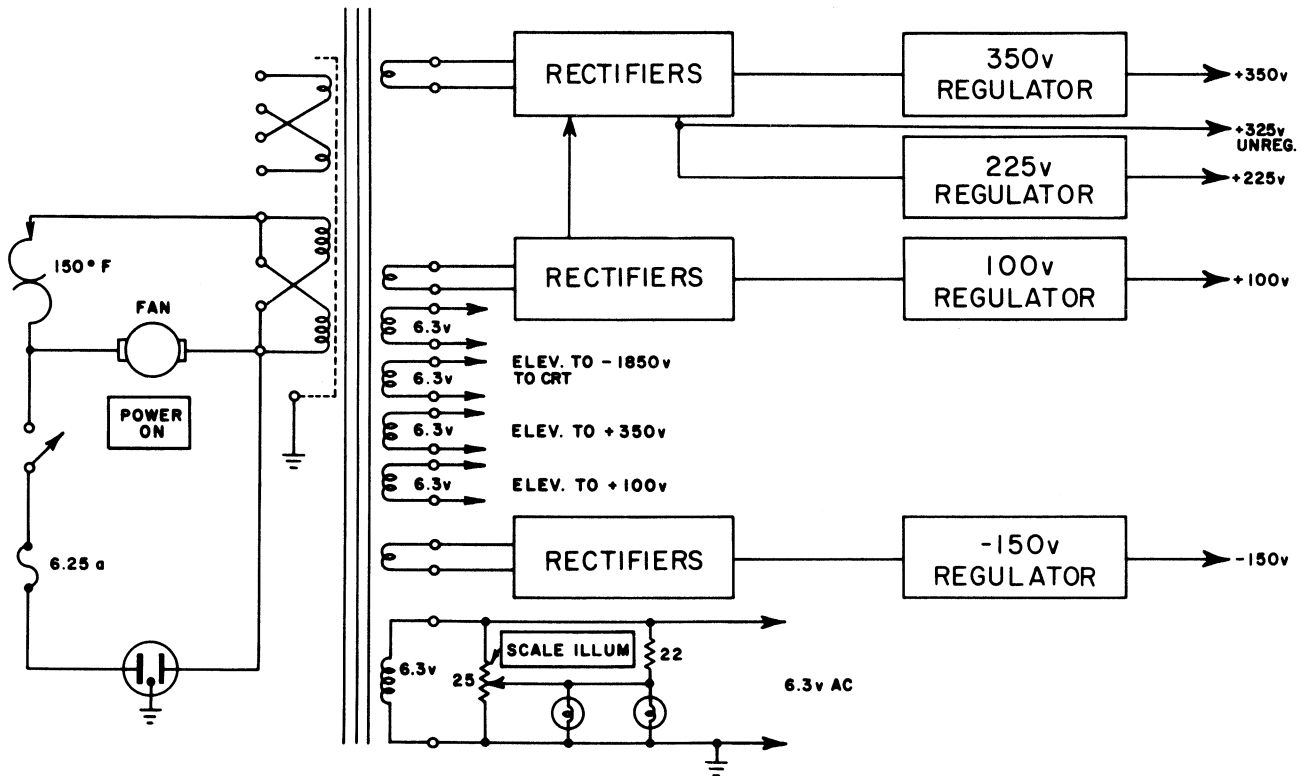 RECTIFIERS
350v
REGULATOR
+350v
+325v
UNREG.
225v
REGULATOR
+225v
150° F
FAN
POWER
ON
6.25 a
RECTIFIERS
100v
REGULATOR
+100v
6.3v
6.3v
ELEV. TO - 1850v
TO CRT
6.3v
ELEV. TO +350v
6.3v
ELEV. TO +100v
RECTIFIERS
-150v
REGULATOR
-150v
6.3v
25
SCALE ILLUM
22
6.3v AC